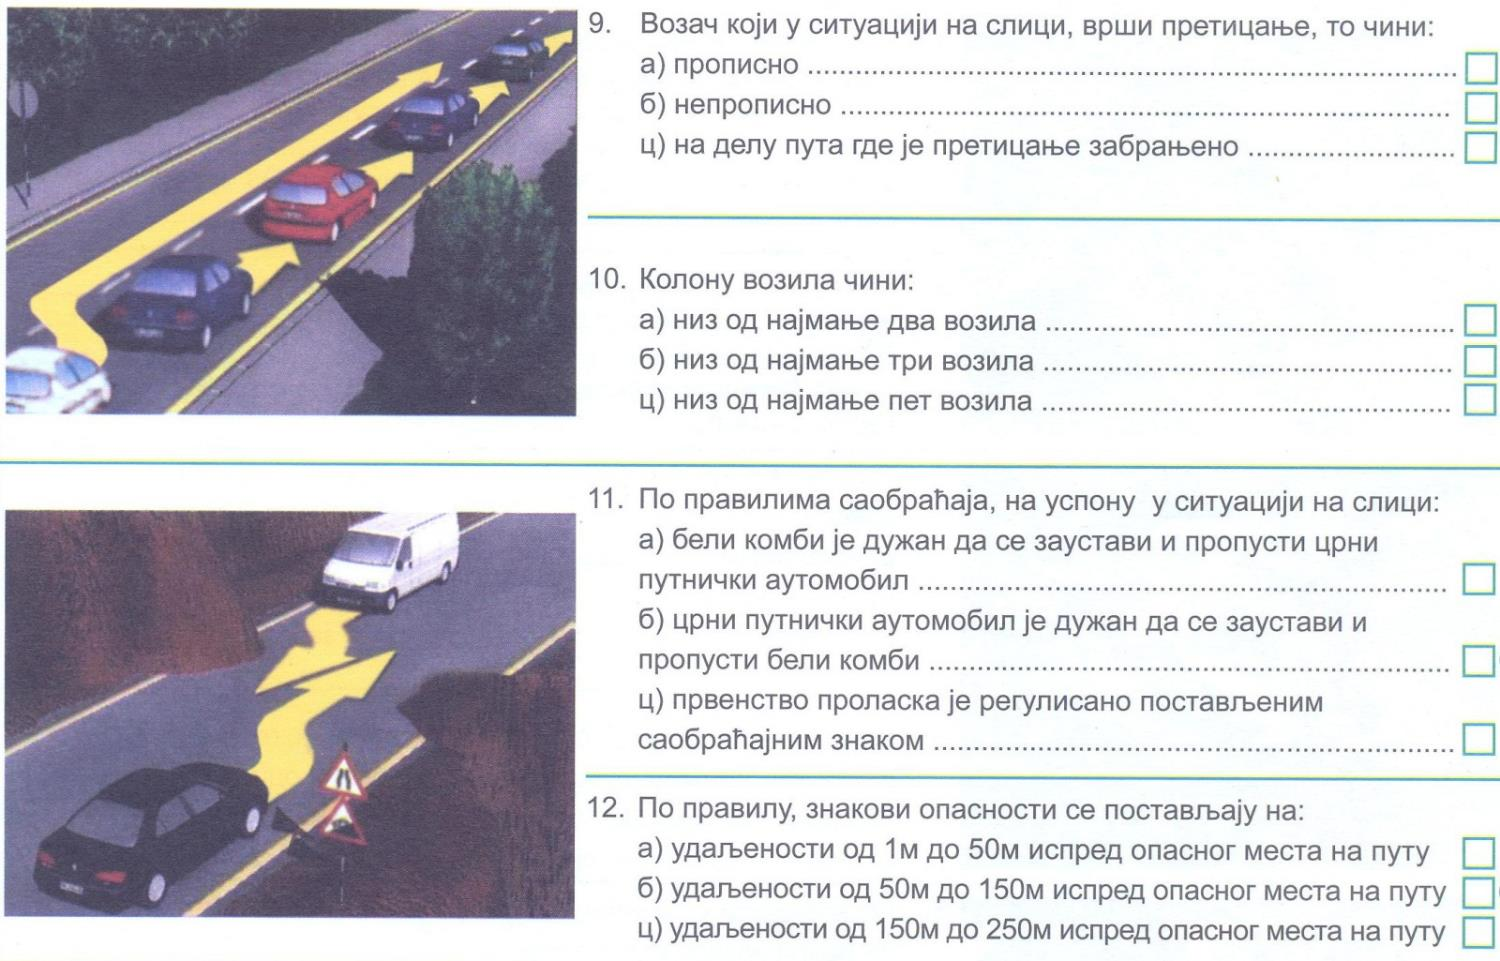 9. Возач који у ситуацији на слици, врши претицање, то чини:
а) прописно ................................................................................
б) непрописно ............................................................................
ц) на делу пута где је претицање забрањено ..........................
10. Колону возила чини:
а) низ од најмање два возила ...................................................
б) низ од најмање три возила ...................................................
ц) низ од најмање пет возила ...................................................
11. По правилима саобраћаја, на успону у ситуацији на слици:
а) бели комби је дужан да се заустави и пропусти црни
путнички аутомобил ..................................................................
б) црни путнички аутомобил је дужан да се заустави и
пропусти бели комби .................................................................
ц) првенство проласка је регулисано постављеним
саобраћајним знаком .................................................................
12. По правилу, знакови опасности се постављају на:
а) удаљености од 1м до 50м испред опасног места на путу
б) удаљености од 50м до 150м испред опасног места на путу
ц) удаљености од 150м до 250м испред опасног места на путу